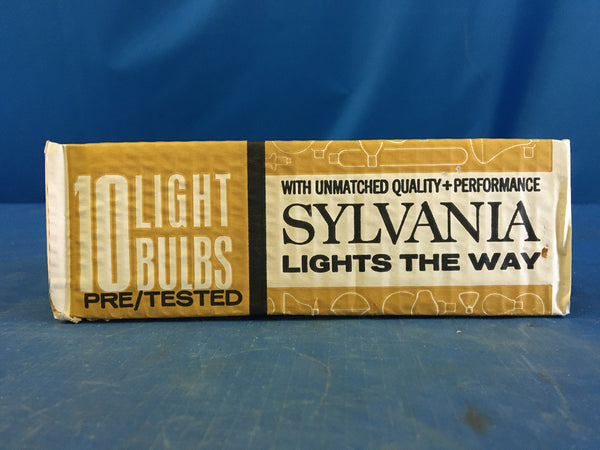 10 LIGHT
BULBS
PRE/TESTED
WITH UNMATCHED QUALITY+PERFORMANCE
SYLVANIA
LIGHTS THE WAY